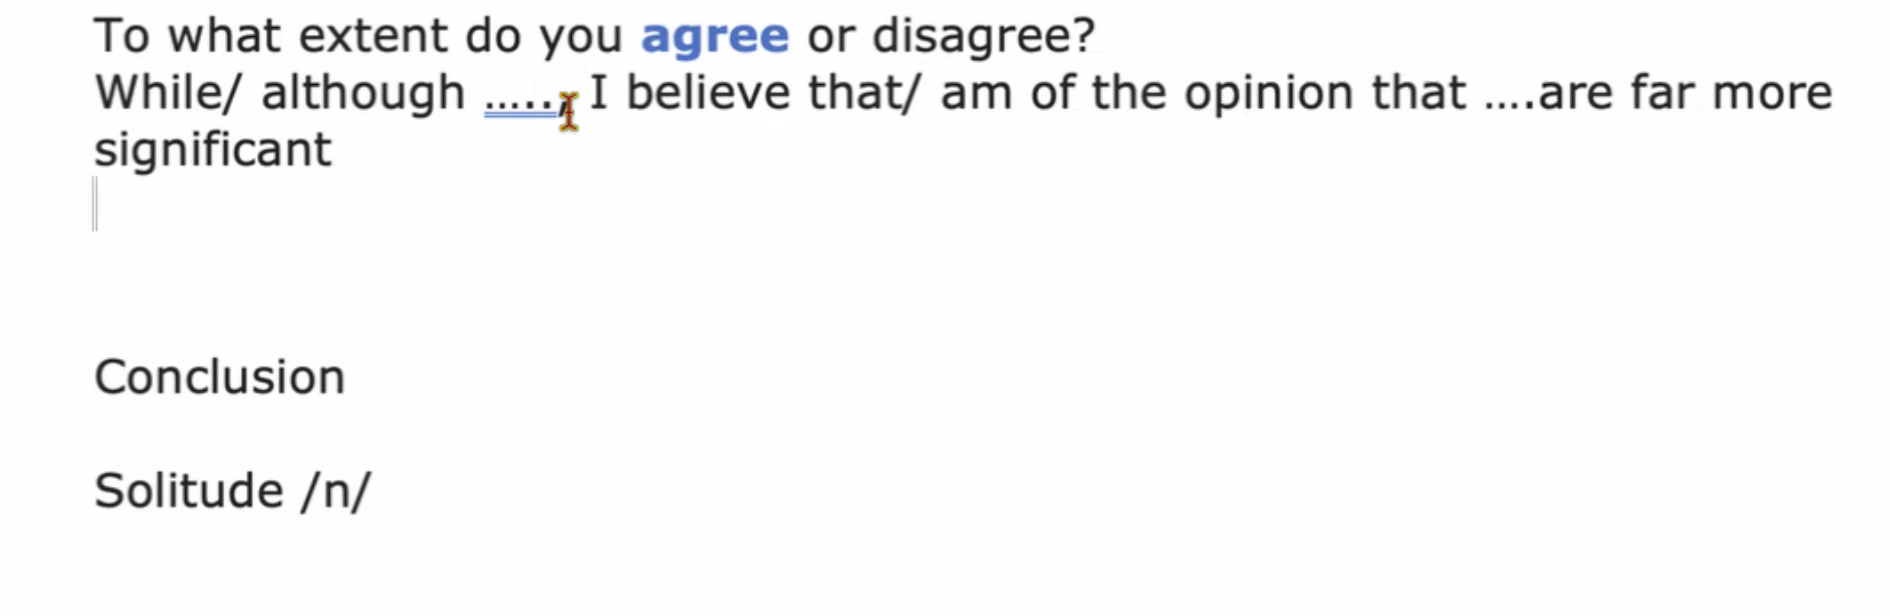 To what extent do you agree or disagree?
While/ although ....., I believe that/ am of the opinion that ....are far more
significant
Conclusion
Solitude /n/